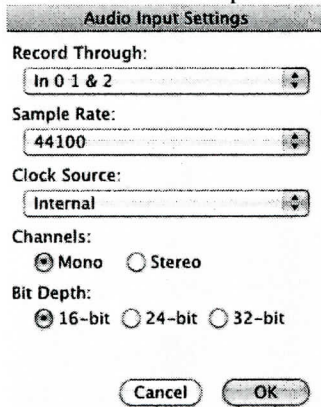 Audio Input Settings
Record Through:
In 0 1 & 2
Sample Rate:
44100
Clock Source:
Internal
Channels:
Mono Stereo
Bit Depth:
16-bit 24-bit 32-bit
Cancel OK